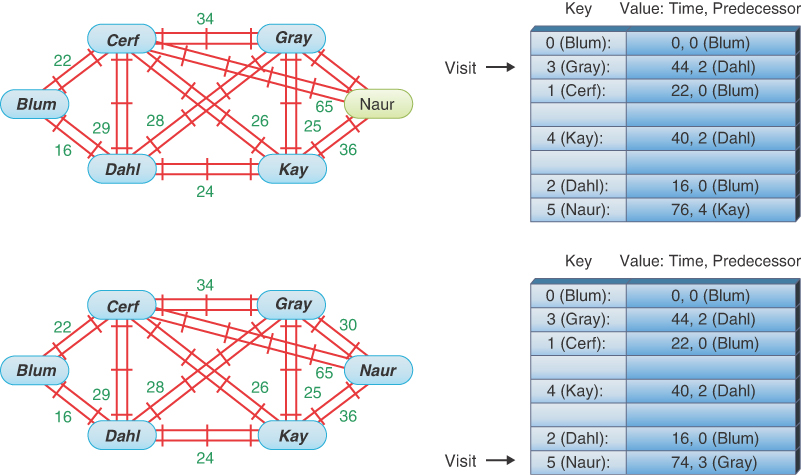 34
Cerf
Gray
22
Blum
Naur
65
29
28
26
25
16
36
Dahl
Kay
24
Key Value: Time, Predecessor
0 (Blum): 0, 0 (Blum)
Visit
3 (Gray): 44, 2 (Dahl)
1 (Cerf): 22, 0 (Blum)
4 (Kay): 40, 2 (Dahl)
2 (Dahl): 16, 0 (Blum)
5 (Naur): 76, 4 (Kay)
34
Cerf
Gray
22
30
Blum
Naur
65
29
28
26
25
16
36
Dahl
Kay
24
Key Value: Time, Predecessor
0 (Blum): 0, 0 (Blum)
3 (Gray): 44, 2 (Dahl)
1 (Cerf): 22, 0 (Blum)
4 (Kay): 40, 2 (Dahl)
2 (Dahl): 16, 0 (Blum)
Visit
5 (Naur): 74, 3 (Gray)